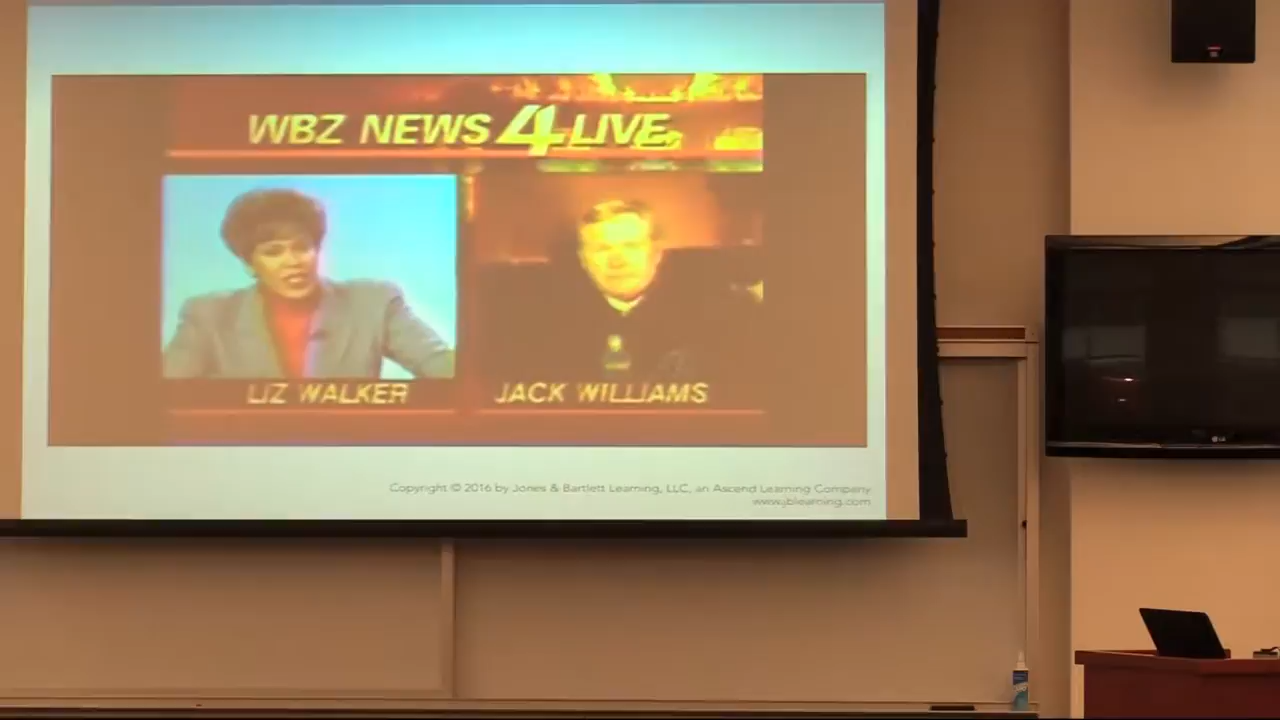 WBZ NEWS 4 LIVE
LIZ WALKER
JACK WILLIAMS
Copyright © 2016 by Jones & Bartlett Learning, LLC, an Ascend Learning Company
www.jblearning.com
LG